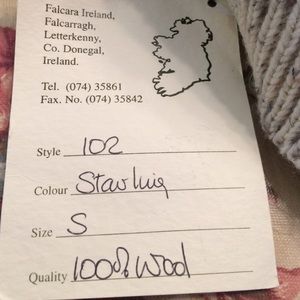 Falcara Ireland,
Falcarragh,
Letterkenny,
Co. Donegal,
Ireland.
Tel. (074) 35861
Fax. No. (074) 35842
Style 102
Colour Starling
Size S
Quality 100% Wool